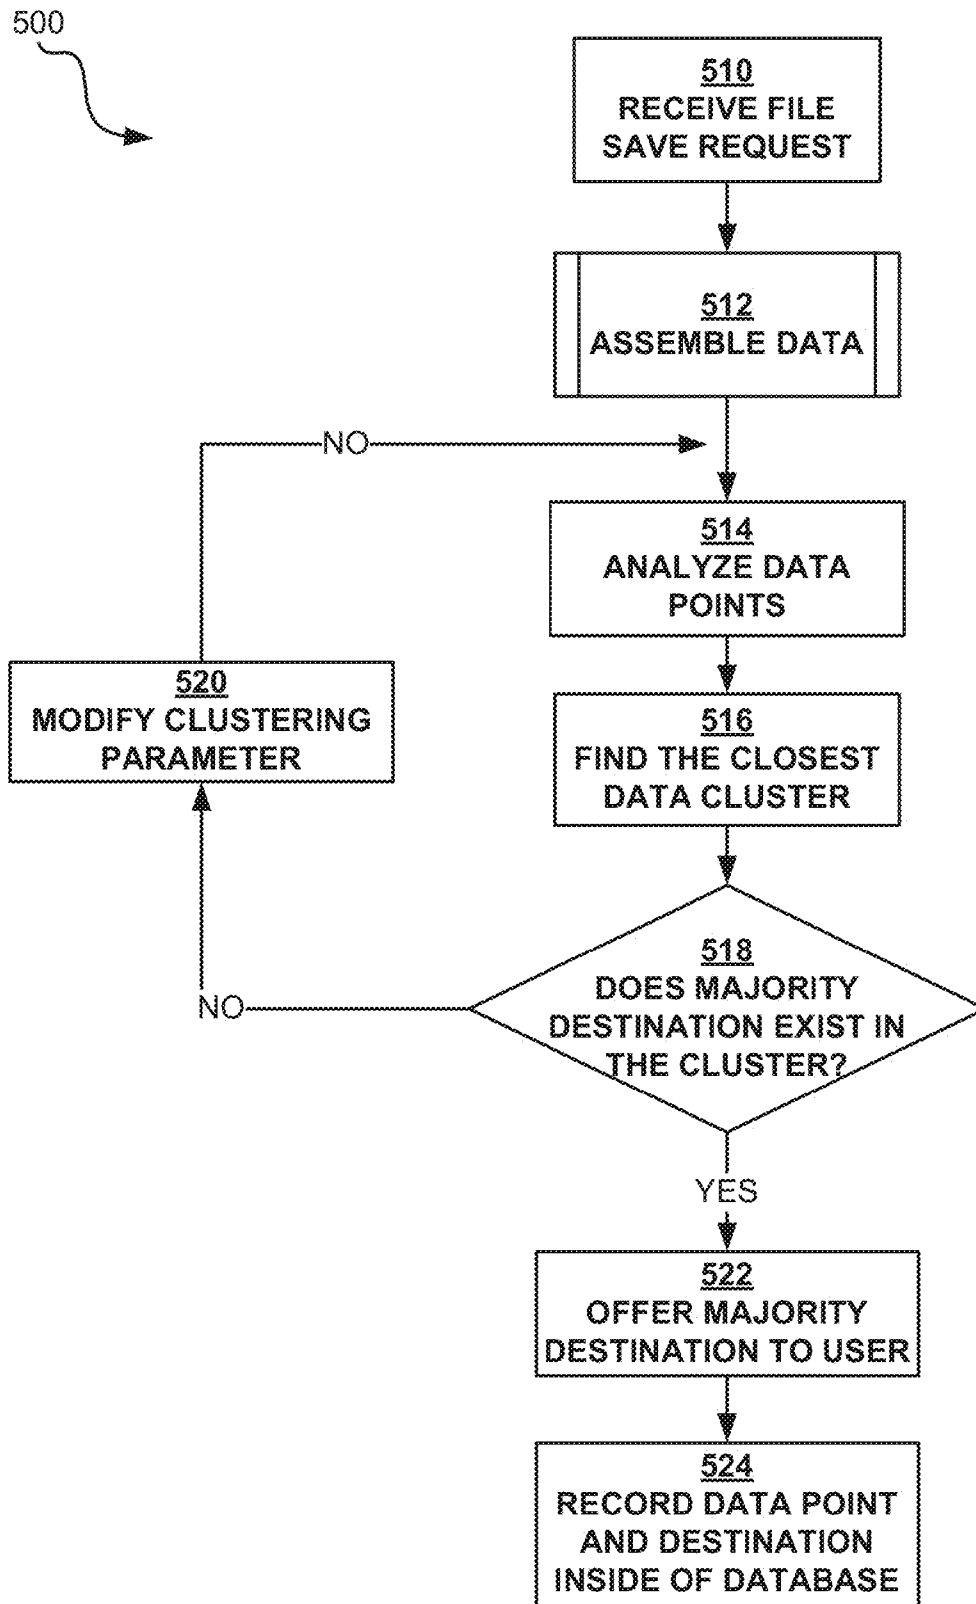 500
510
RECEIVE FILE
SAVE REQUEST
512
ASSEMBLE DATA
NO
514
ANALYZE DATA
POINTS
520
MODIFY CLUSTERING
PARAMETER
516
FIND THE CLOSEST
DATA CLUSTER
518
DOES MAJORITY
DESTINATION EXIST IN
THE CLUSTER?
NO
YES
522
OFFER MAJORITY
DESTINATION TO USER
524
RECORD DATA POINT
AND DESTINATION
INSIDE OF DATABASE